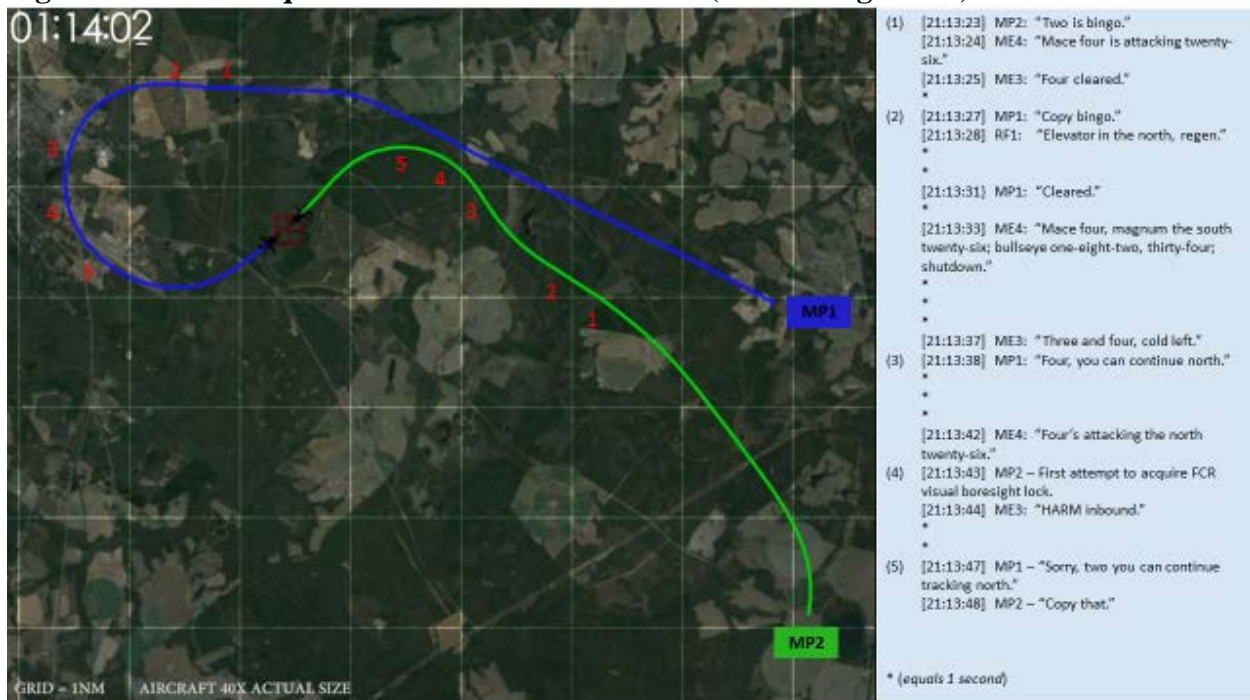 01:14:02
2
1
3
4
5
5
4
3
2
1
MP1
MP2
GRID = 1NM
AIRCRAFT 40X ACTUAL SIZE
(1) [21:13:23] MP2: "Two is bingo."
[21:13:24] ME4: "Mace four is attacking twenty-
six."
[21:13:25] ME3: "Four cleared."
*
(2) [21:13:27] MP1: "Copy bingo."
[21:13:28] RF1: "Elevator in the north, regen."
*
*
[21:13:31] MP1: "Cleared."
*
[21:13:33] ME4: "Mace four, magnum the south
twenty-six; bullseye one-eight-two, thirty-four;
shutdown."
*
*
*
[21:13:37] ME3: "Three and four, cold left."
(3) [21:13:38] MP1: "Four, you can continue north."
*
*
*
[21:13:42] ME4: "Four's attacking the north
twenty-six."
(4) [21:13:43] MP2 – First attempt to acquire FCR
visual boresight lock.
[21:13:44] ME3: "HARM inbound."
*
*
(5) [21:13:47] MP1 – "Sorry, two you can continue
tracking north."
[21:13:48] MP2 – "Copy that."
* (equals 1 second)